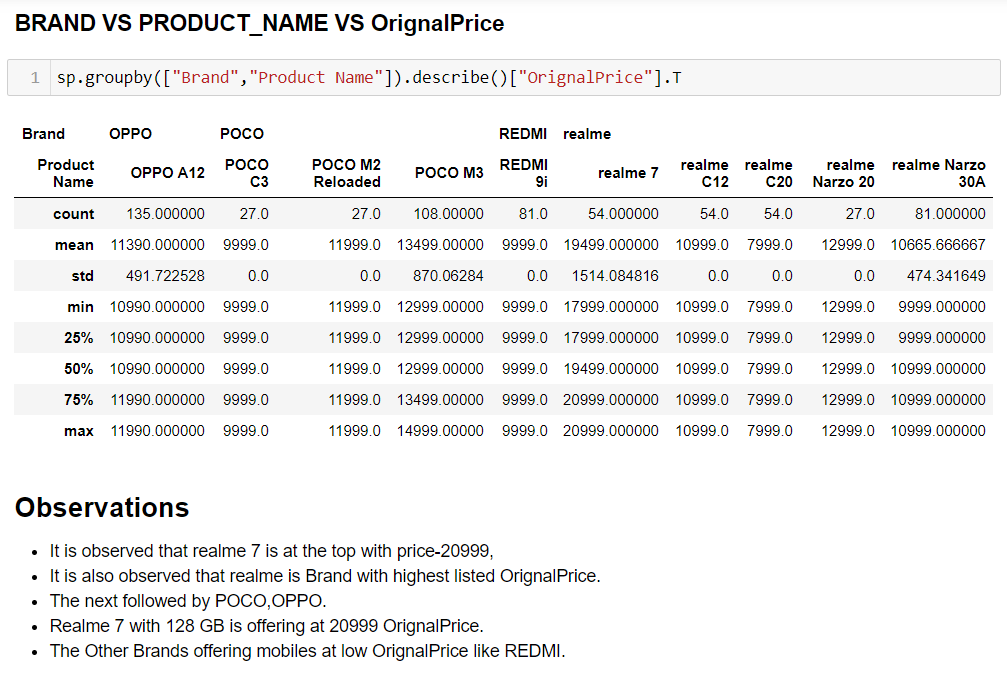 BRAND VS PRODUCT_NAME VS OrignalPrice
1 sp.groupby(["Brand","Product Name"]).describe()["OrignalPrice"].T
Brand OPPO POCO REDMI realme
Product Name OPPO A12 POCO C3 POCO M2 Reloaded POCO M3 REDMI 9i realme 7 realme C12 realme C20 realme Narzo 20 realme Narzo 30A
count 135.000000 27.0 27.0 108.00000 81.0 54.000000 54.0 54.0 27.0 81.000000
mean 11390.000000 9999.0 11999.0 13499.00000 9999.0 19499.000000 10999.0 7999.0 12999.0 10665.666667
std 491.722528 0.0 0.0 870.06284 0.0 1514.084816 0.0 0.0 0.0 474.341649
min 10990.000000 9999.0 11999.0 12999.00000 9999.0 17999.000000 10999.0 7999.0 12999.0 9999.000000
25% 10990.000000 9999.0 11999.0 12999.00000 9999.0 17999.000000 10999.0 7999.0 12999.0 9999.000000
50% 10990.000000 9999.0 11999.0 12999.00000 9999.0 19499.000000 10999.0 7999.0 12999.0 10999.000000
75% 11990.000000 9999.0 11999.0 13499.00000 9999.0 20999.000000 10999.0 7999.0 12999.0 10999.000000
max 11990.000000 9999.0 11999.0 14999.00000 9999.0 20999.000000 10999.0 7999.0 12999.0 10999.000000
Observations
• It is observed that realme 7 is at the top with price-20999,
• It is also observed that realme is Brand with highest listed OrignalPrice.
• The next followed by POCO,OPPO.
• Realme 7 with 128 GB is offering at 20999 OrignalPrice.
• The Other Brands offering mobiles at low OrignalPrice like REDMI.